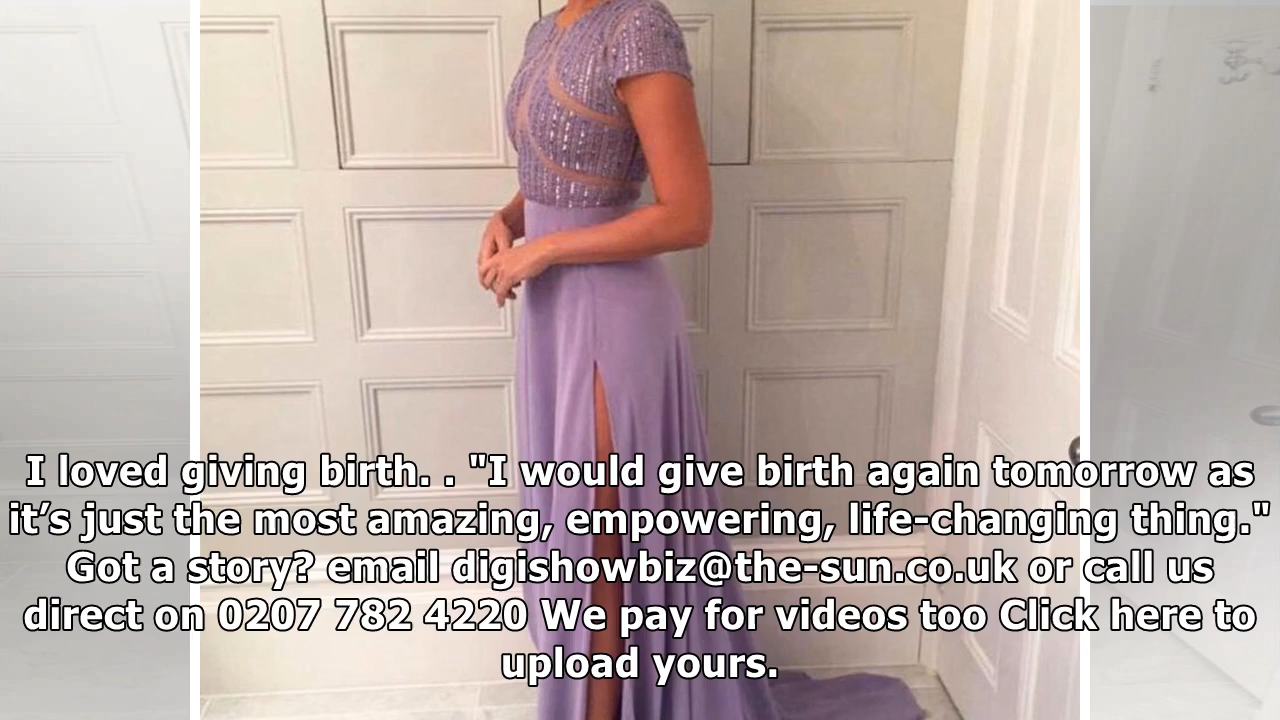 I loved giving birth. . "I would give birth again tomorrow as
it’s just the most amazing, empowering, life-changing thing."
Got a story? email digishowbiz@the-sun.co.uk or call us
direct on 0207 782 4220 We pay for videos too Click here to
upload yours.